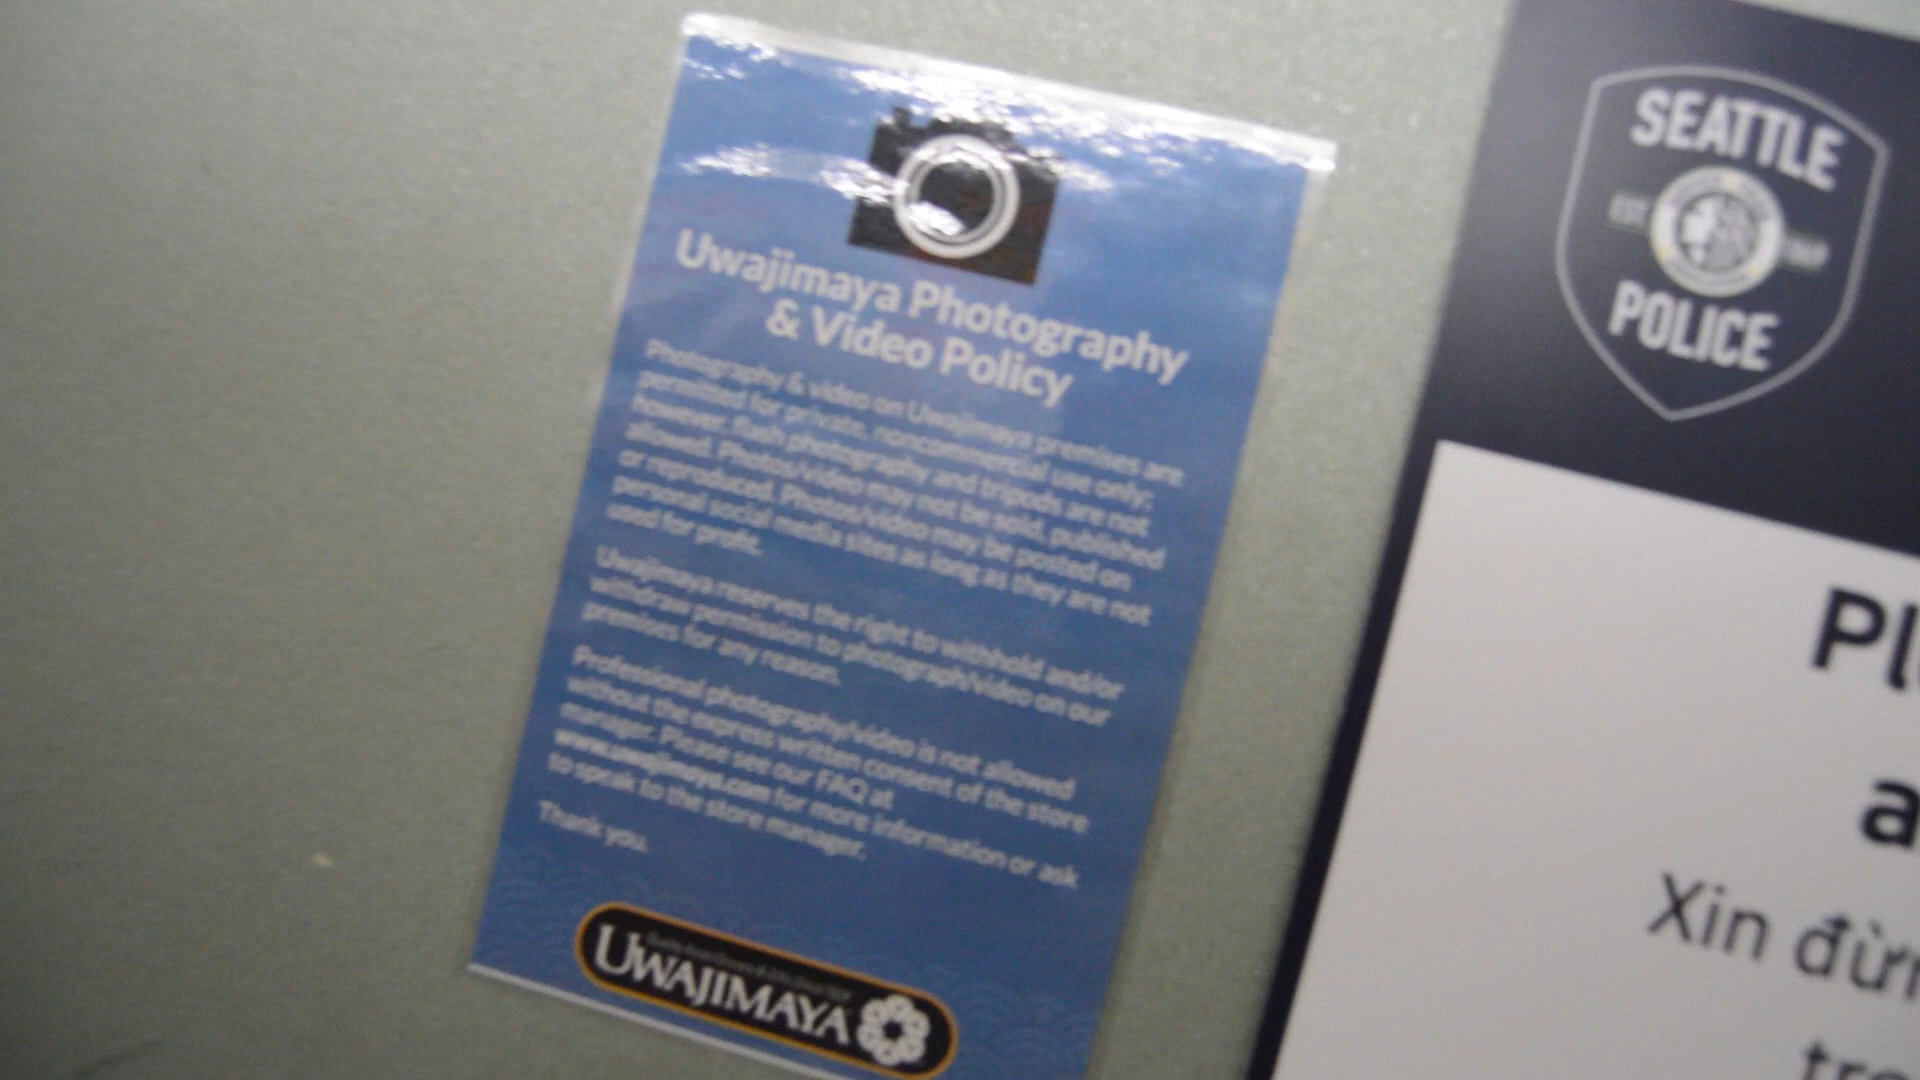 Uwajimaya Photography
& Video Policy
Photography & video on Uwajimaya premises are
permitted for private, noncommercial use only;
however, flash photography and tripods are not
allowed. Photos/video may not be sold, published
or reproduced. Photos/video may be posted on
personal social media sites as long as they are not
used for profit.
Uwajimaya reserves the right to withhold and/or
withdraw permission to photograph/video on our
premises for any reason.
Professional photography/video is not allowed
without the express written consent of the store
manager. Please see our FAQ at
www.uwajimaya.com for more information or ask
to speak to the store manager.
Thank you.
UWAJIMAYA
SEATTLE
EST.
POLICE
Pl
a
Xin đừn
tro